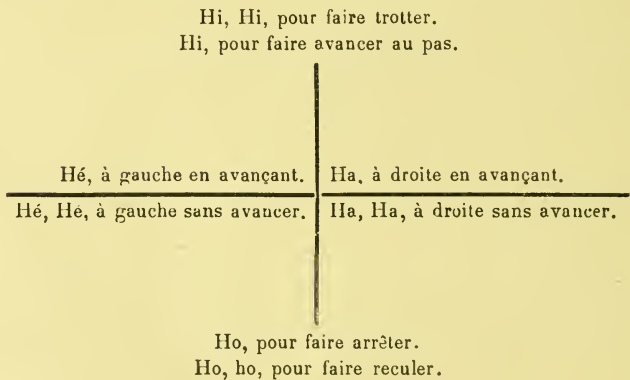 Hi, Hi, pour faire trotter.
Hi, pour faire avancer au pas.
Hé, à gauche en avançant.
Ha, à droite en avançant.
Hé, Hé, à gauche sans avancer.
Ha, Ha, à droite sans avancer.
Ho, pour faire arrêter.
Ho, ho, pour faire reculer.